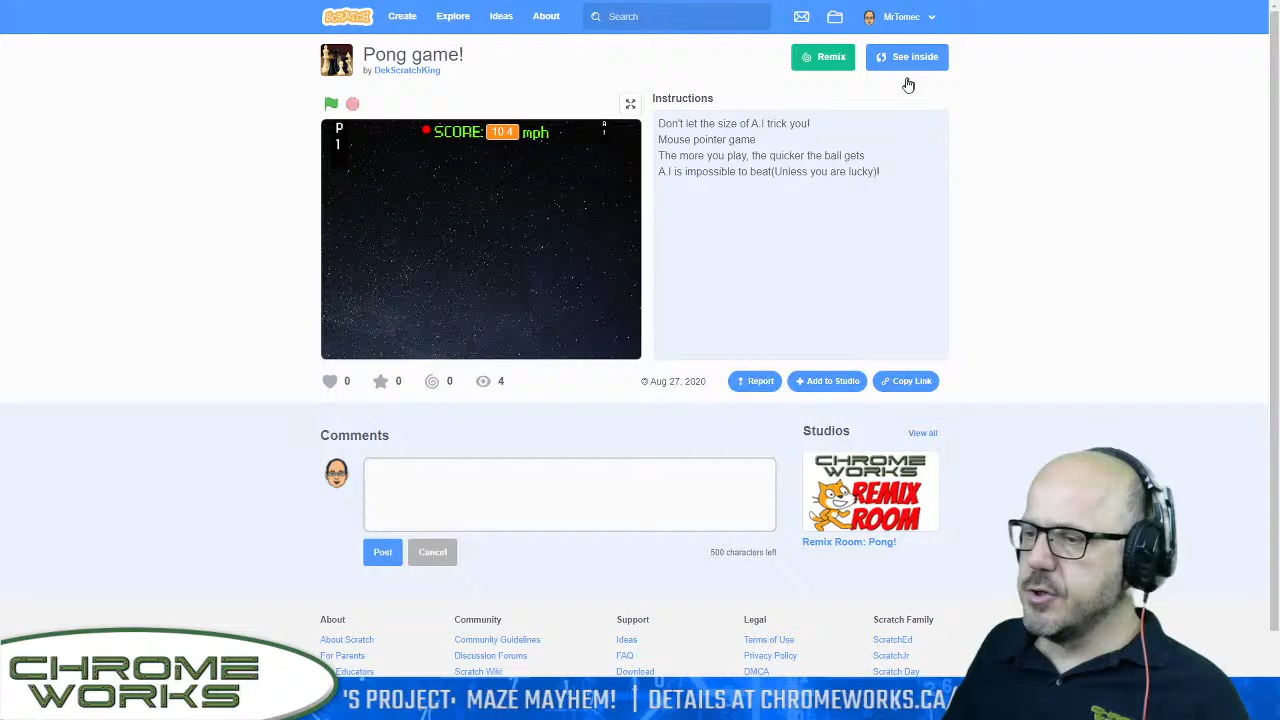 SCRATCH Create Explore Ideas About Search MrTomec
Pong game!
by DekScratchKing
Remix See inside
Instructions
P
1
SCORE: 10.4 mph
A
I
Don't let the size of A.I trick you!
Mouse pointer game
The more you play, the quicker the ball gets
A.I is impossible to beat(Unless you are lucky)!
0 0 0 4
© Aug 27, 2020 Report Add to Studio Copy Link
Comments
Post Cancel 500 characters left
Studios View all
CHROME
WORKS
REMIX
ROOM
Remix Room: Pong!
About Community Support Legal Scratch Family
About Scratch Community Guidelines Ideas Terms of Use ScratchEd
For Parents Discussion Forums FAQ Privacy Policy ScratchJr
Educators Scratch Wiki Download DMCA Scratch Day
CHROME
WORKS
'S PROJECT: MAZE MAYHEM! | DETAILS AT CHROMEWORKS.CA/